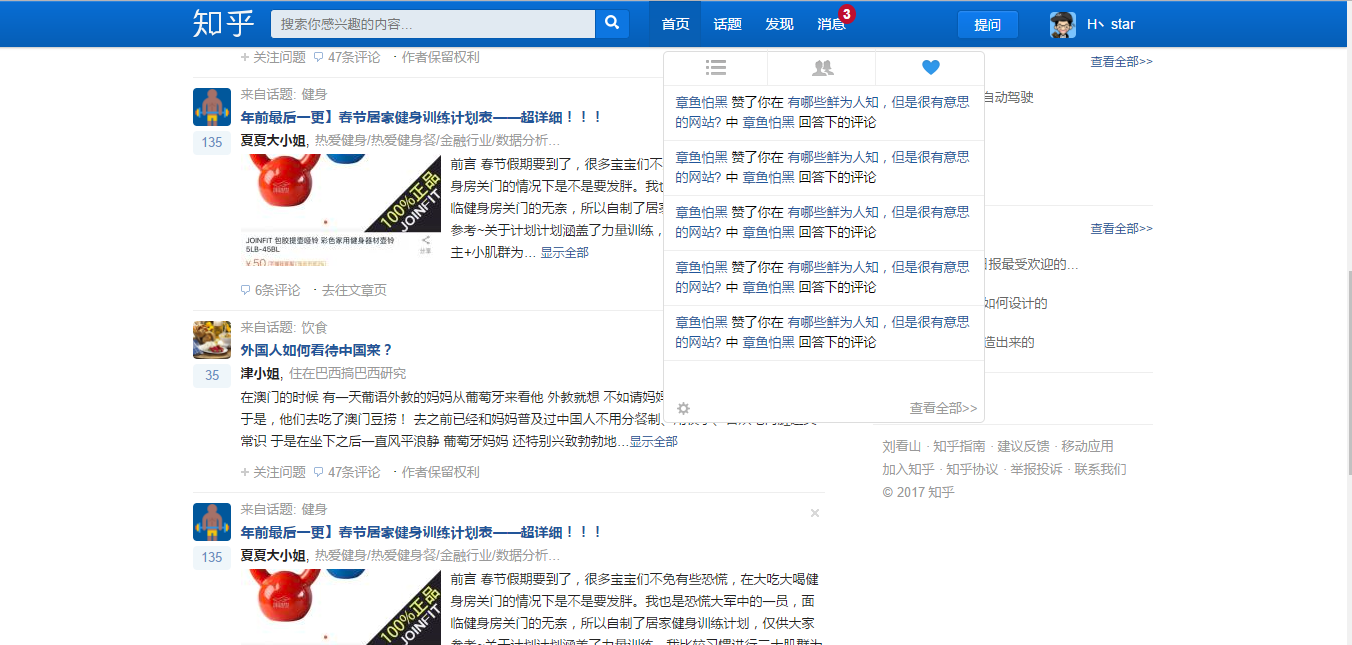 知乎 搜索你感兴趣的内容... 首页 话题 发现 消息 3 提问 H丶 star
+ 关注问题 47条评论 · 作者保留权利
来自话题: 健身
年前最后一更】春节居家健身训练计划表——超详细！！！
135
夏夏大小姐, 热爱健身/热爱健身餐/金融行业/数据分析...
100%正品
JOINFIT
JOINFIT 包胶提壶哑铃 彩色家用健身器材壶铃
5LB-45BL
分享
¥50
前言 春节假期要到了，很多宝宝们不
身房关门的情况下是不是要发胖。我也
临健身房关门的无奈，所以自制了居家
参考~关于计划计划涵盖了力量训练，
主+小肌群为... 显示全部
6条评论 · 去往文章页
来自话题: 饮食
外国人如何看待中国菜？
35
津小姐, 住在巴西搞巴西研究
在澳门的时候 有一天葡语外教的妈妈从葡萄牙来看他 外教就想 不如请妈妈
于是，他们去吃了澳门豆捞！ 去之前已经和妈妈普及过中国人不用分餐制、
常识 于是在坐下之后一直风平浪静 葡萄牙妈妈 还特别兴致勃勃地...显示全部
+ 关注问题 47条评论 · 作者保留权利
来自话题: 健身
×
年前最后一更】春节居家健身训练计划表——超详细！！！
135
夏夏大小姐, 热爱健身/热爱健身餐/金融行业/数据分析...
100%正品
JOINFIT
前言 春节假期要到了，很多宝宝们不免有些恐慌，在大吃大喝健
身房关门的情况下是不是要发胖。我也是恐慌大军中的一员，面
临健身房关门的无奈，所以自制了居家健身训练计划，仅供大家
参考~关于计划计划涵盖了力量训练，我比较习惯进行三大肌群为
章鱼怕黑 赞了你在 有哪些鲜为人知，但是很有意思
的网站? 中 章鱼怕黑 回答下的评论
章鱼怕黑 赞了你在 有哪些鲜为人知，但是很有意思
的网站? 中 章鱼怕黑 回答下的评论
章鱼怕黑 赞了你在 有哪些鲜为人知，但是很有意思
的网站? 中 章鱼怕黑 回答下的评论
章鱼怕黑 赞了你在 有哪些鲜为人知，但是很有意思
的网站? 中 章鱼怕黑 回答下的评论
章鱼怕黑 赞了你在 有哪些鲜为人知，但是很有意思
的网站? 中 章鱼怕黑 回答下的评论
查看全部>>
查看全部>>
自动驾驶
查看全部>>
报最受欢迎的...
如何设计的
造出来的
刘看山 · 知乎指南 · 建议反馈 · 移动应用
加入知乎 · 知乎协议 · 举报投诉 · 联系我们
© 2017 知乎